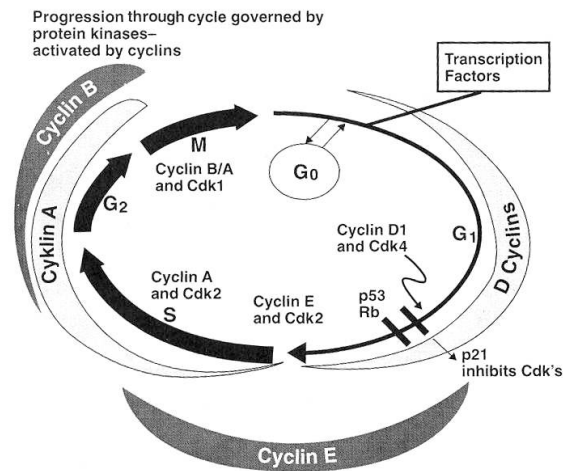 Progression through cycle governed by
protein kinases–
activated by cyclins
Transcription
Factors
Cyclin B
Cyklin A
M
Cyclin B/A
and Cdk1
G0
G2
Cyclin D1
and Cdk4
G1
D Cyclins
Cyclin A
and Cdk2
S
Cyclin E
and Cdk2
p53
Rb
p21
inhibits Cdk's
Cyclin E